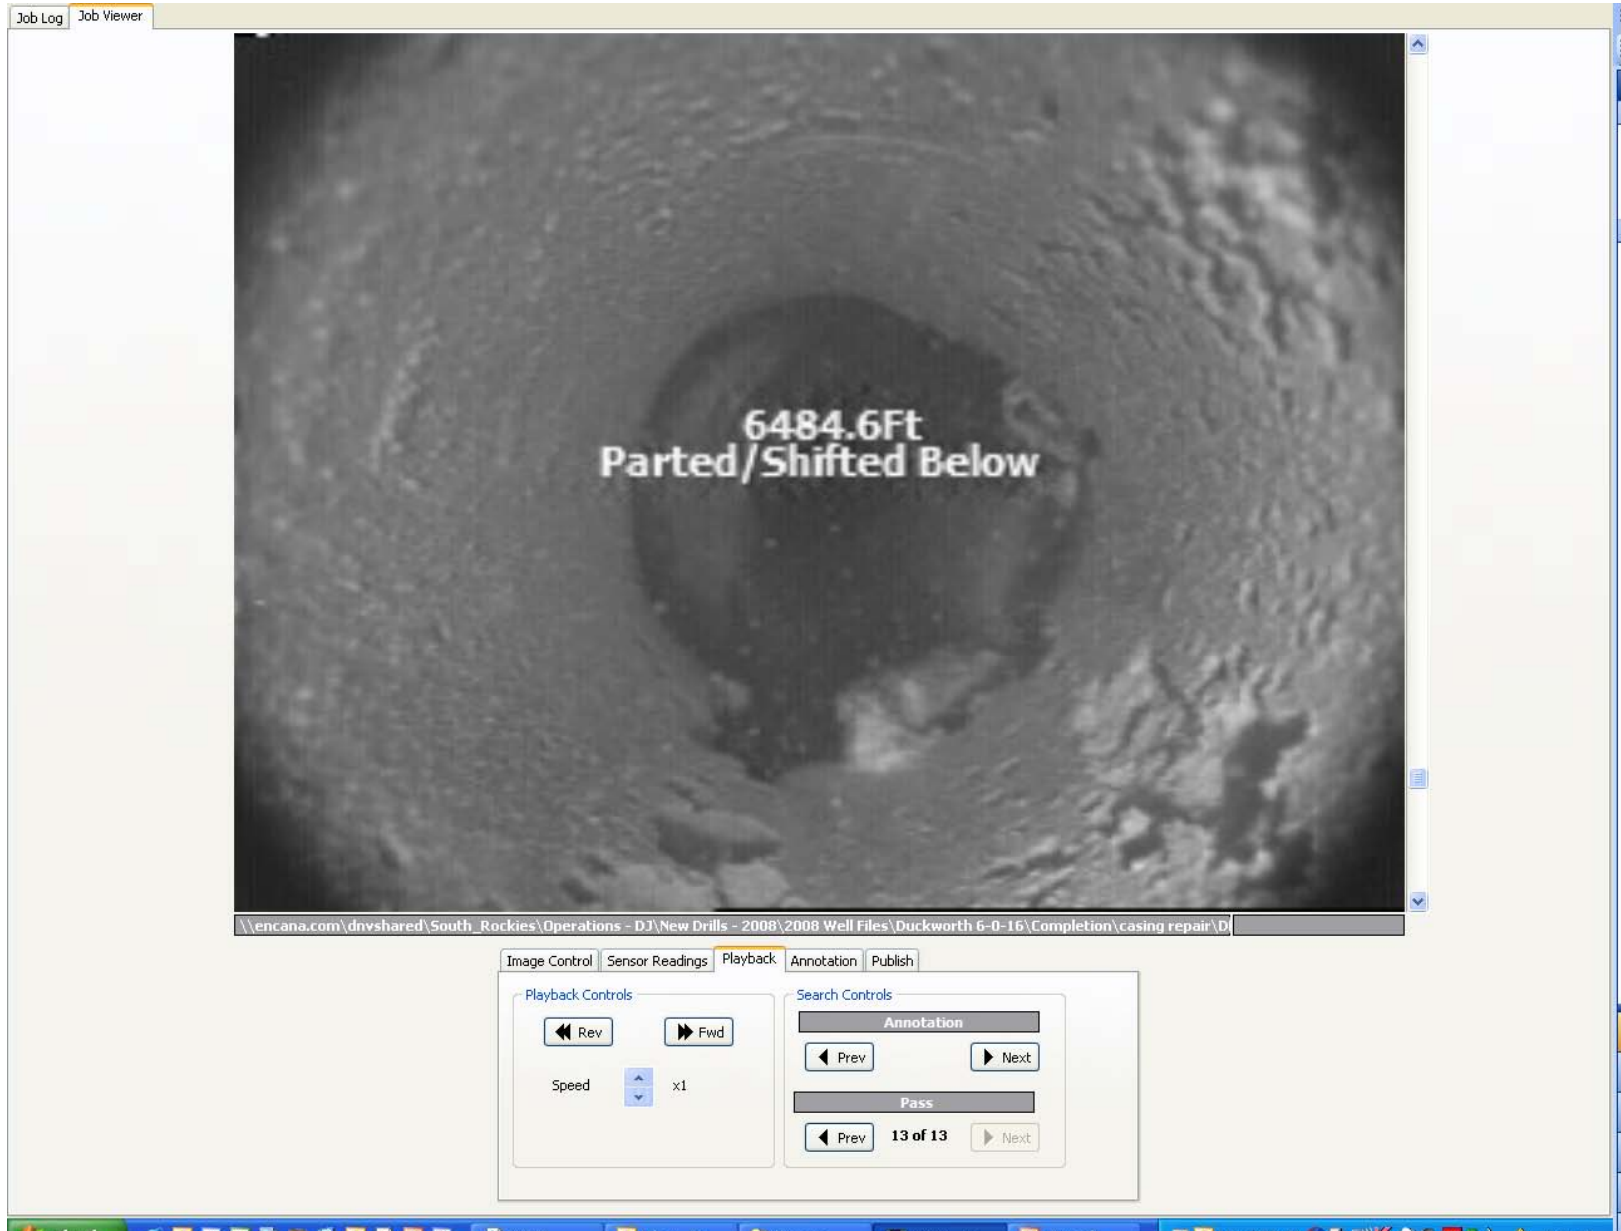 Job Log
Job Viewer
6484.6Ft
Parted/Shifted Below
\\encana.com\dnvshared\South_Rockies\Operations - DJ\New Drills - 2008\2008 Well Files\Duckworth 6-0-16\Completion\casing repair\D
Image Control
Sensor Readings
Playback
Annotation
Publish
Playback Controls
Rev
Fwd
Speed
x1
Search Controls
Annotation
Prev
Next
Pass
Prev
13 of 13
Next